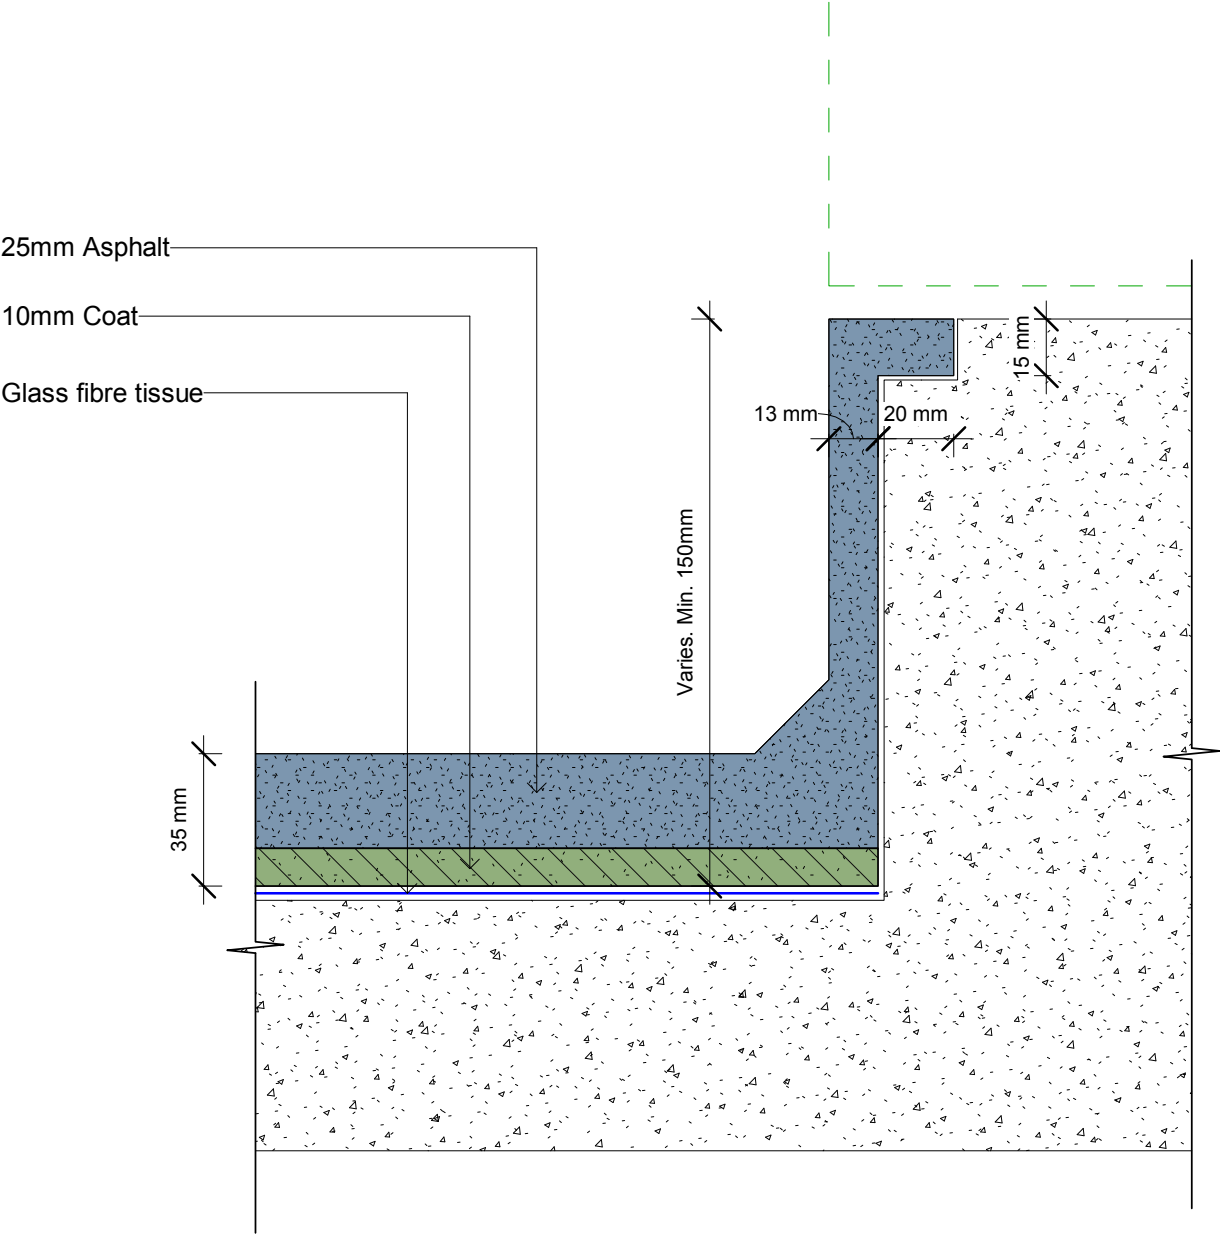 25mm Asphalt
10mm Coat
Glass fibre tissue
15 mm
13 mm
20 mm
Varies. Min. 150mm
35 mm